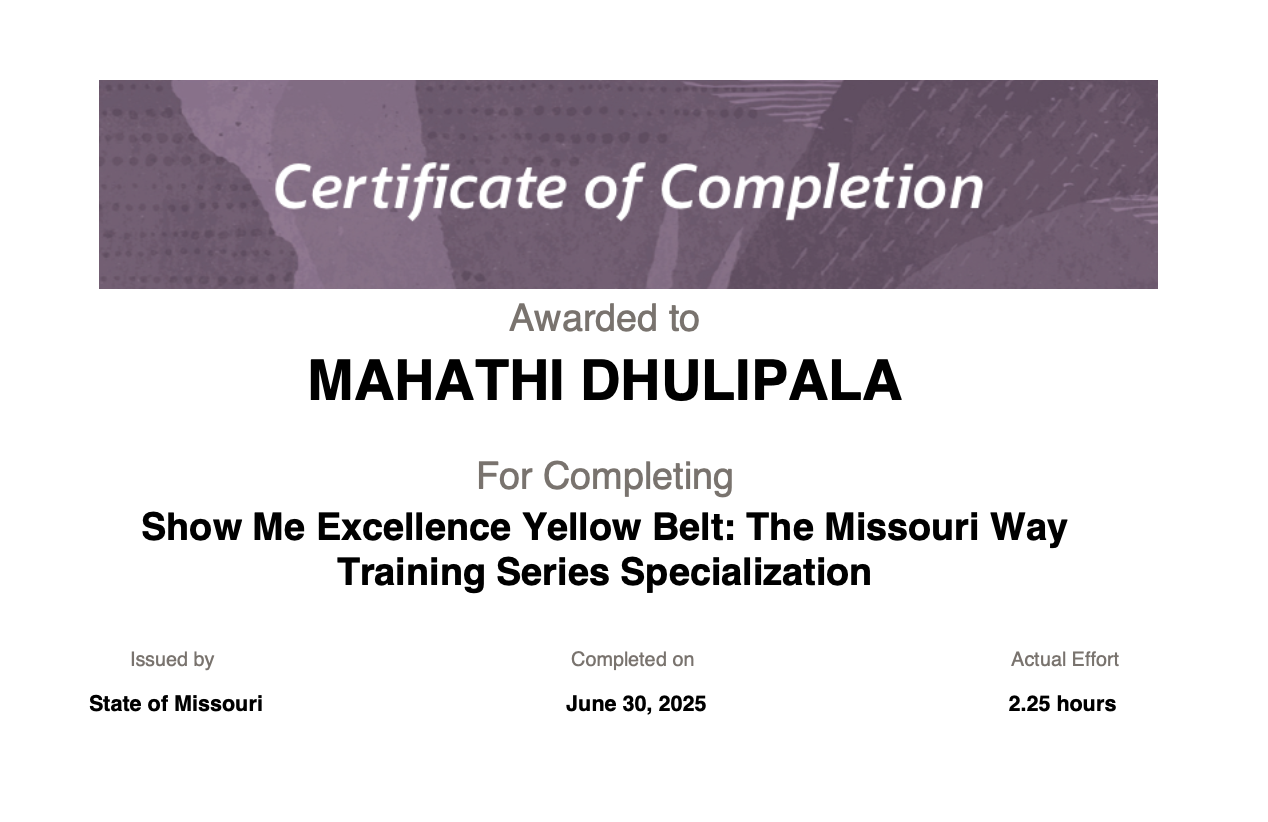 Certificate of Completion
Awarded to
MAHATHI DHULIPALA
For Completing
Show Me Excellence Yellow Belt: The Missouri Way
Training Series Specialization
Issued by
State of Missouri
Completed on
June 30, 2025
Actual Effort
2.25 hours